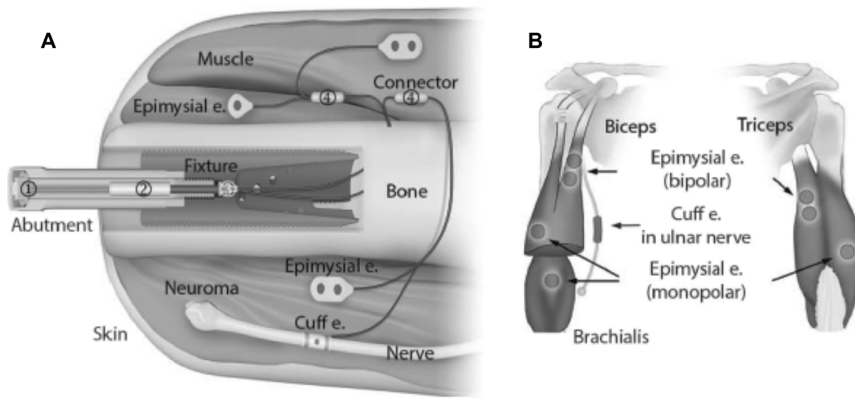 A
Muscle
Connector
④
④
Epimysial e.
Fixture
①
②
Bone
Abutment
Epimysial e.
Neuroma
Cuff e.
Skin
Nerve
B
Biceps
Triceps
Epimysial e.
(bipolar)
Cuff e.
in ulnar nerve
Epimysial e.
(monopolar)
Brachialis